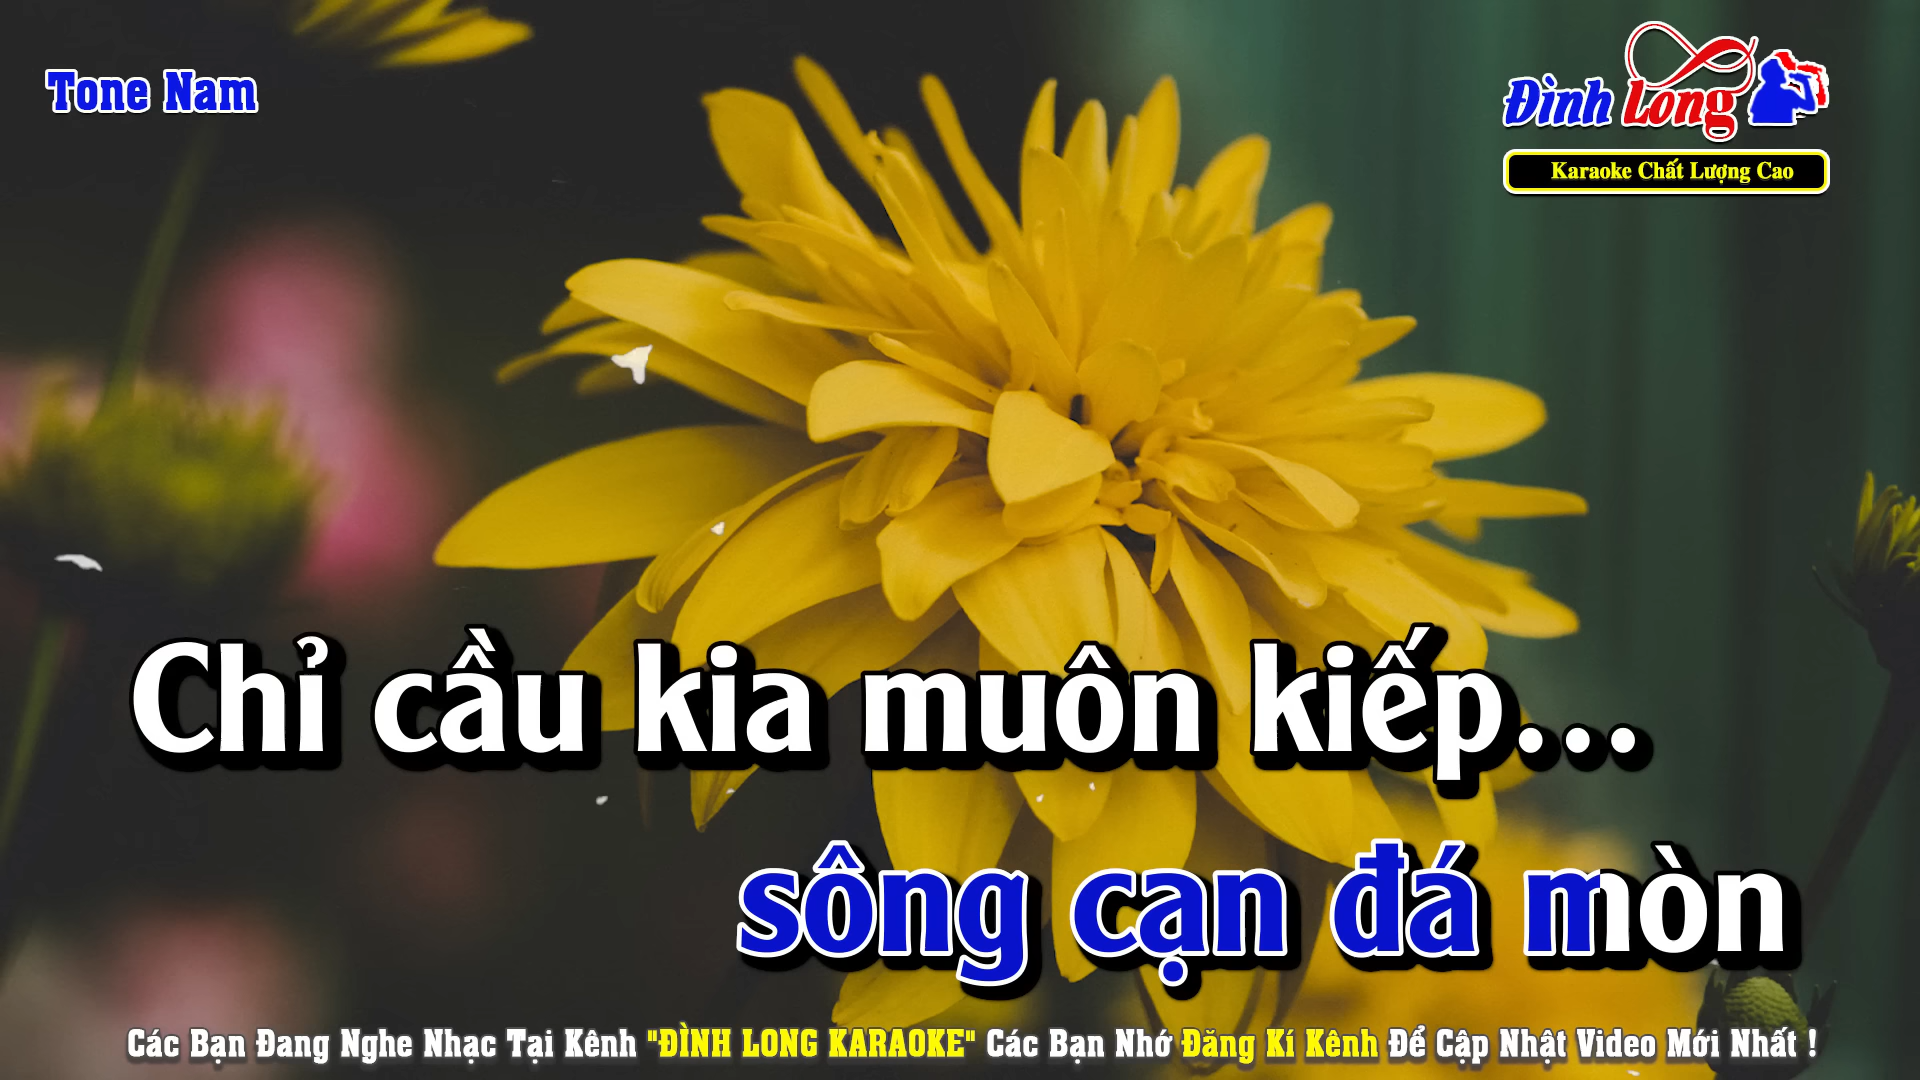 Tone Nam
Đình Long
Karaoke Chất Lượng Cao
Chỉ cầu kia muôn kiếp...
sông cạn đá mòn
Các Bạn Đang Nghe Nhạc Tại Kênh "ĐÌNH LONG KARAOKE" Các Bạn Nhớ Đăng Kí Kênh Để Cập Nhật Video Mới Nhất !